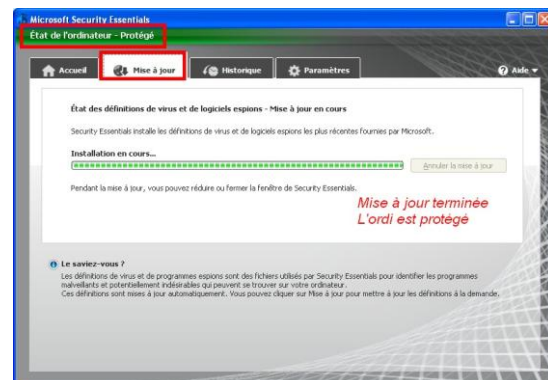 Microsoft Security Essentials
État de l'ordinateur - Protégé
Accueil
Mise à jour
Historique
Paramètres
Aide
État des définitions de virus et de logiciels espions - Mise à jour en cours
Security Essentials installe les définitions de virus et de logiciels espions les plus récentes fournies par Microsoft.
Installation en cours...
Annuler la mise à jour
Pendant la mise à jour, vous pouvez réduire ou fermer la fenêtre de Security Essentials.
Mise à jour terminée
L'ordi est protégé
Le saviez-vous ?
Les définitions de virus et de programmes espions sont des fichiers utilisés par Security Essentials pour identifier les programmes
malveillants et potentiellement indésirables qui peuvent se trouver sur votre ordinateur.
Ces définitions sont mises à jour automatiquement. Vous pouvez cliquer sur Mise à jour pour mettre à jour les définitions à la demande.